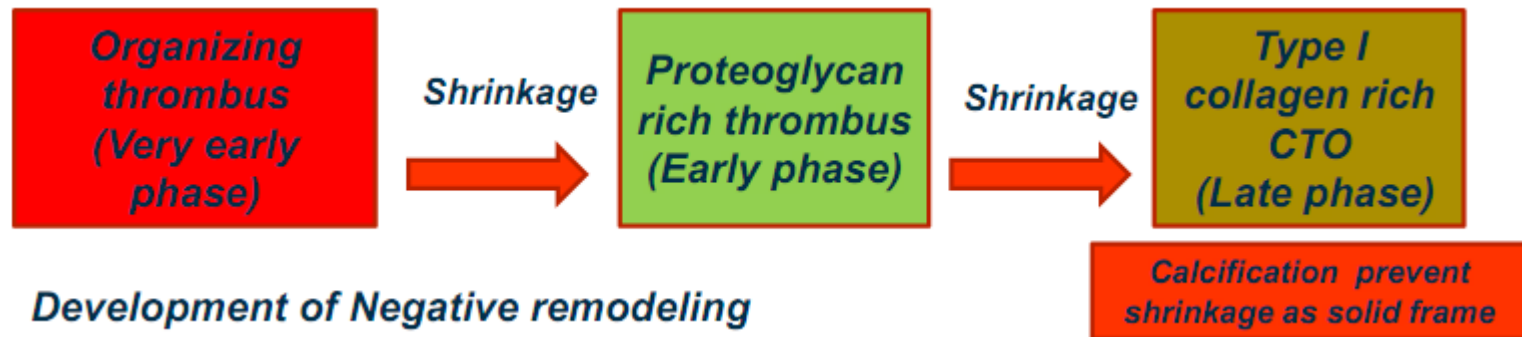 Organizing
thrombus
(Very early
phase)
Shrinkage
Proteoglycan
rich thrombus
(Early phase)
Shrinkage
Type I
collagen rich
CTO
(Late phase)
Calcification prevent
shrinkage as solid frame
Development of Negative remodeling